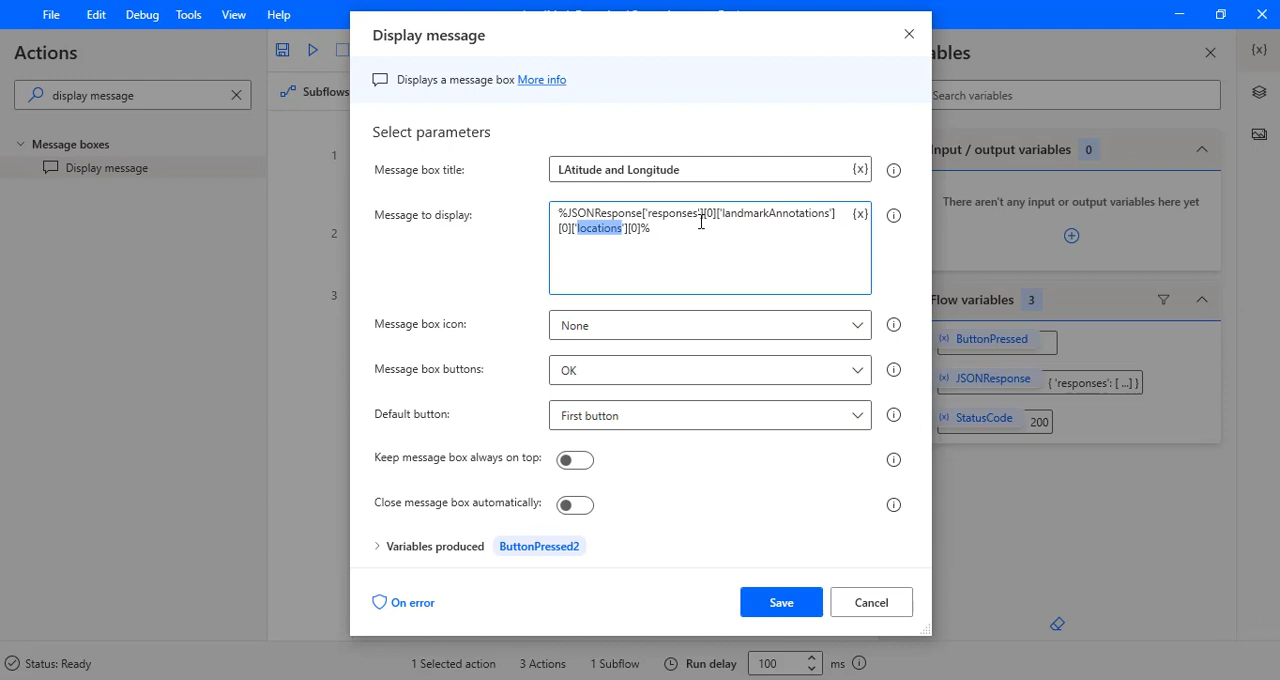 File Edit Debug Tools View Help
Actions
display message
Subflows
Message boxes
Display message
1
2
3
Display message
Displays a message box More info
Select parameters
Message box title:
LAtitude and Longitude {x}
Message to display:
%JSONResponse['responses'][0]['landmarkAnnotations'] {x}
[0]['locations'][0]%
Message box icon:
None
Message box buttons:
OK
Default button:
First button
Keep message box always on top:
Close message box automatically:
Variables produced ButtonPressed2
On error
Save Cancel
ables
{x}
Search variables
nput / output variables 0
There aren't any input or output variables here yet
Flow variables 3
{x} ButtonPressed
{x} JSONResponse { 'responses': [ ...] }
{x} StatusCode 200
Status: Ready 1 Selected action 3 Actions 1 Subflow Run delay 100 ms